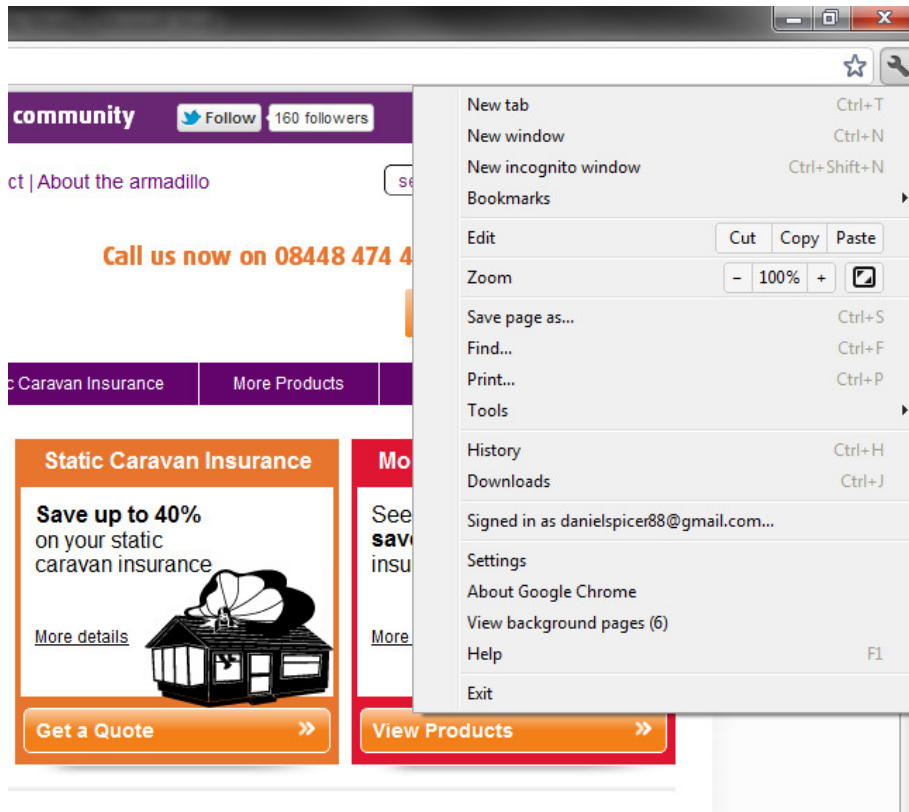 community
Follow
160 followers
ct | About the armadillo
se
Call us now on 08448 474 4
c Caravan Insurance
More Products
Static Caravan Insurance
Save up to 40%
on your static
caravan insurance
More details
Get a Quote »
Mo
See
sav
insu
More
View Products »
New tab Ctrl+T
New window Ctrl+N
New incognito window Ctrl+Shift+N
Bookmarks
Edit Cut Copy Paste
Zoom - 100% +
Save page as... Ctrl+S
Find... Ctrl+F
Print... Ctrl+P
Tools
History Ctrl+H
Downloads Ctrl+J
Signed in as danielspicer88@gmail.com...
Settings
About Google Chrome
View background pages (6)
Help F1
Exit